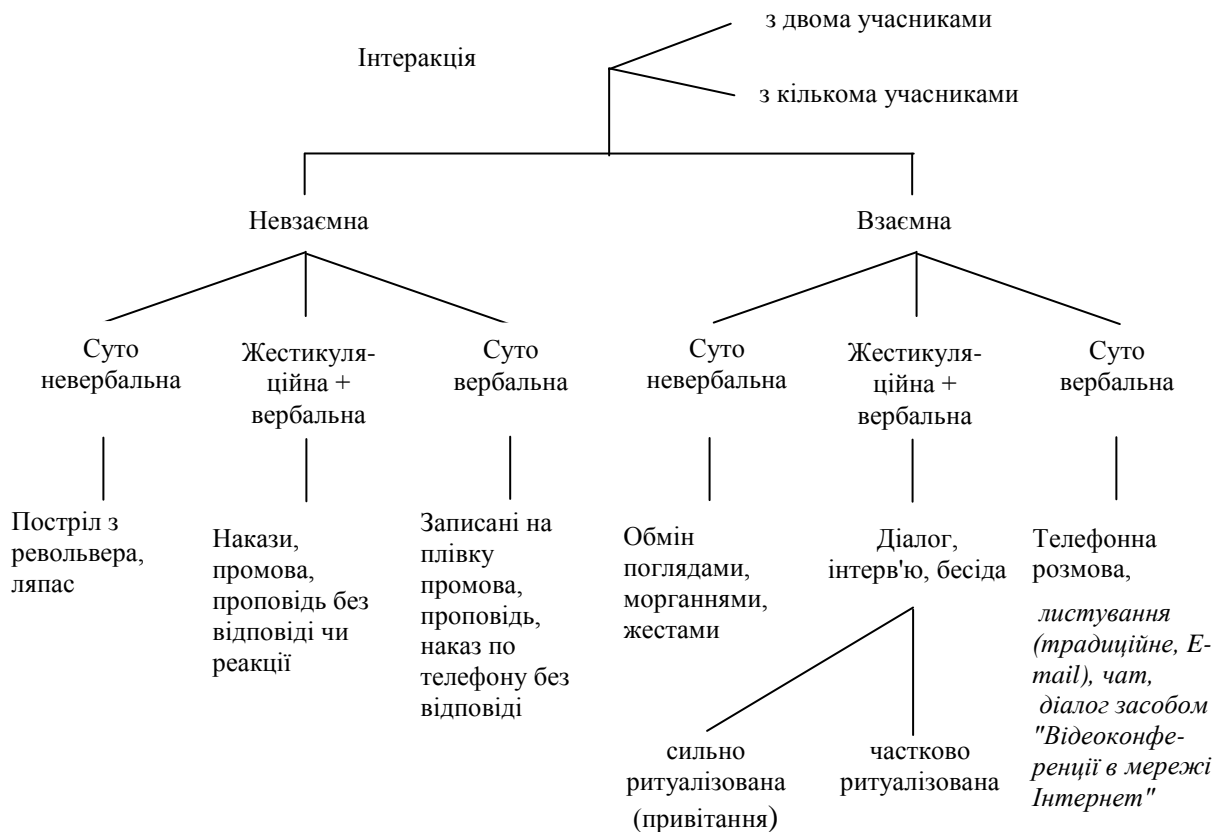 з двома учасниками
Інтеракція
з кількома учасниками
Невзаємна
Взаємна
Суто
невербальна
Жестикуля-
ційна +
вербальна
Суто
вербальна
Суто
невербальна
Жестикуля-
ційна +
вербальна
Суто
вербальна
Постріл з
револьвера,
ляпас
Накази,
промова,
проповідь без
відповіді чи
реакції
Записані на
плівку
промова,
проповідь,
наказ по
телефону без
відповіді
Обмін
поглядами,
морганнями,
жестами
Діалог,
інтерв'ю, бесіда
Телефонна
розмова,
листування
(традиційне, E-
mail), чат,
діалог засобом
"Відеоконфе-
ренції в мережі
Інтернет"
сильно
ритуалізована
(привітання)
частково
ритуалізована